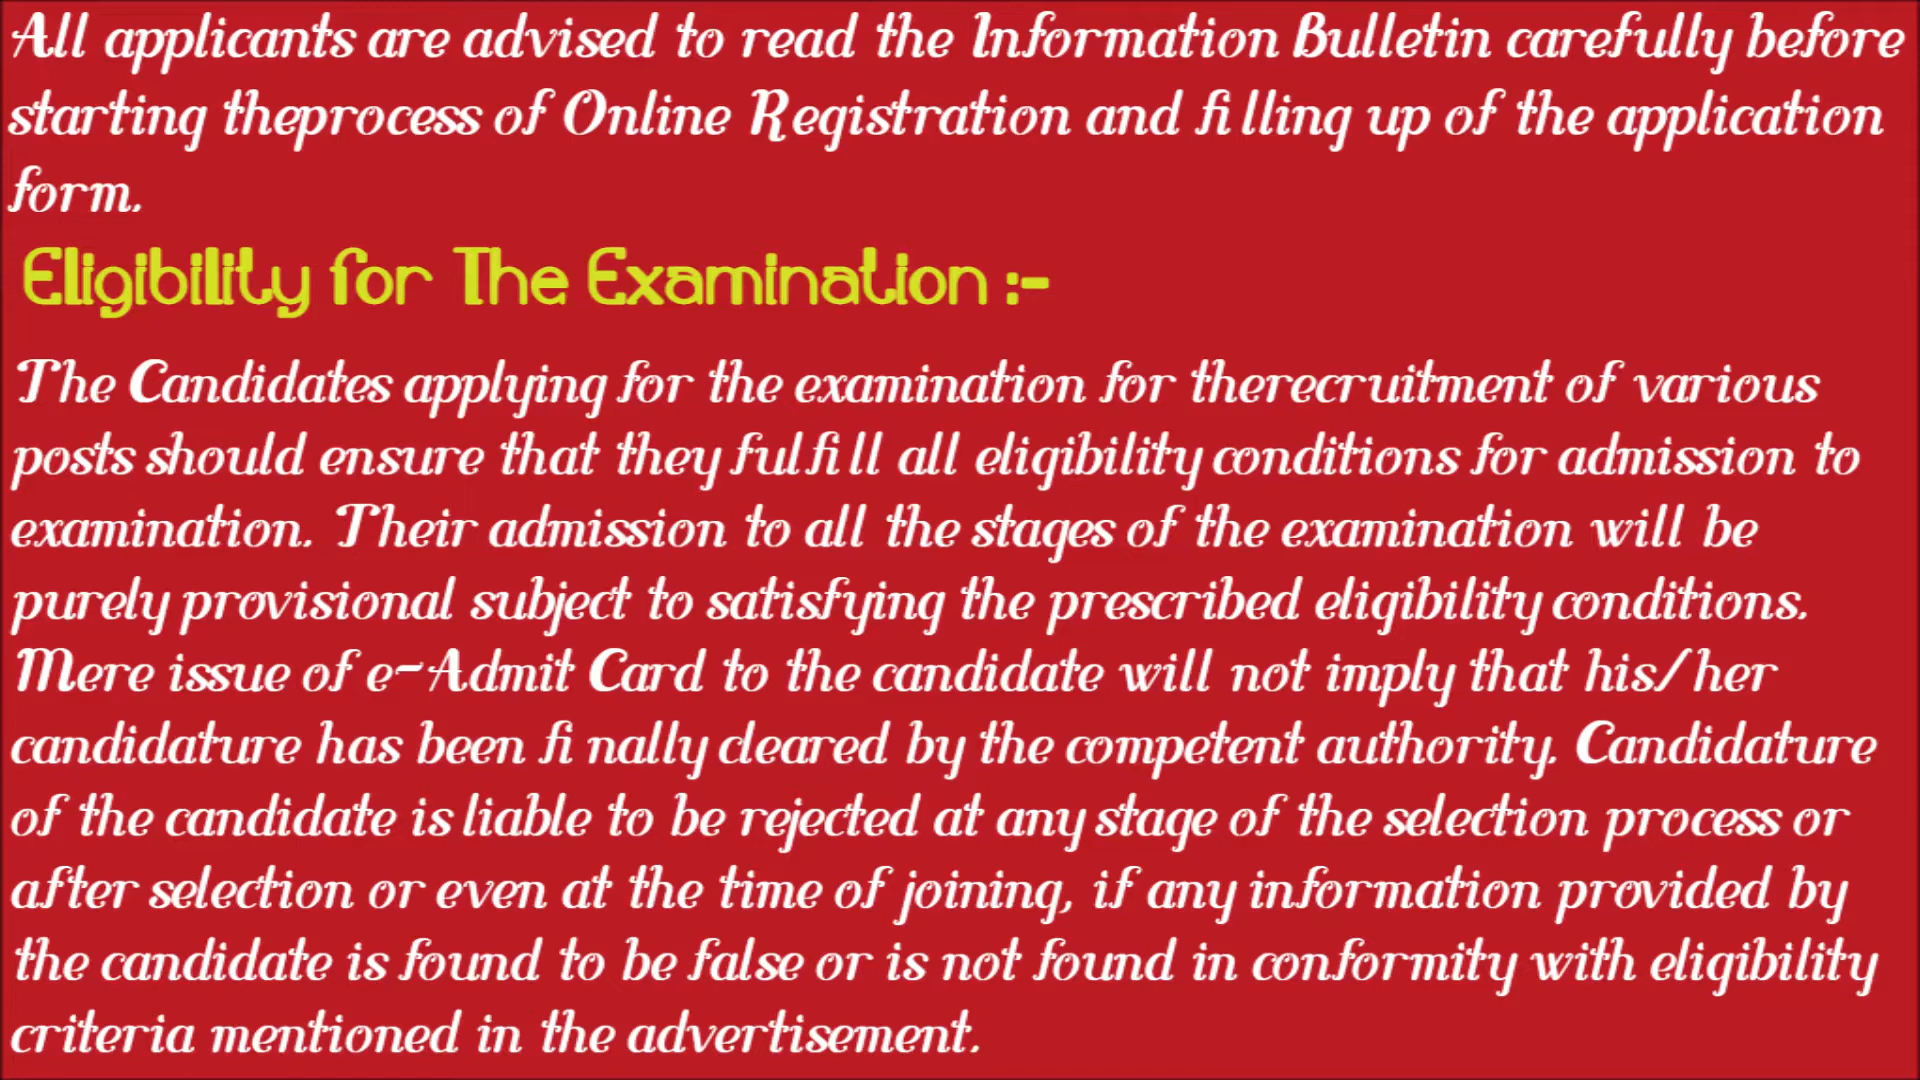 All applicants are advised to read the Information Bulletin carefully before
starting theprocess of Online Registration and fi lling up of the application
form.
Eligibility for The Examination :-
The Candidates applying for the examination for therecruitment of various
posts should ensure that they fulfi ll all eligibility conditions for admission to
examination. Their admission to all the stages of the examination will be
purely provisional subject to satisfying the prescribed eligibility conditions.
Mere issue of e-Admit Card to the candidate will not imply that his/her
candidature has been fi nally cleared by the competent authority. Candidature
of the candidate is liable to be rejected at any stage of the selection process or
after selection or even at the time of joining, if any information provided by
the candidate is found to be false or is not found in conformity with eligibility
criteria mentioned in the advertisement.